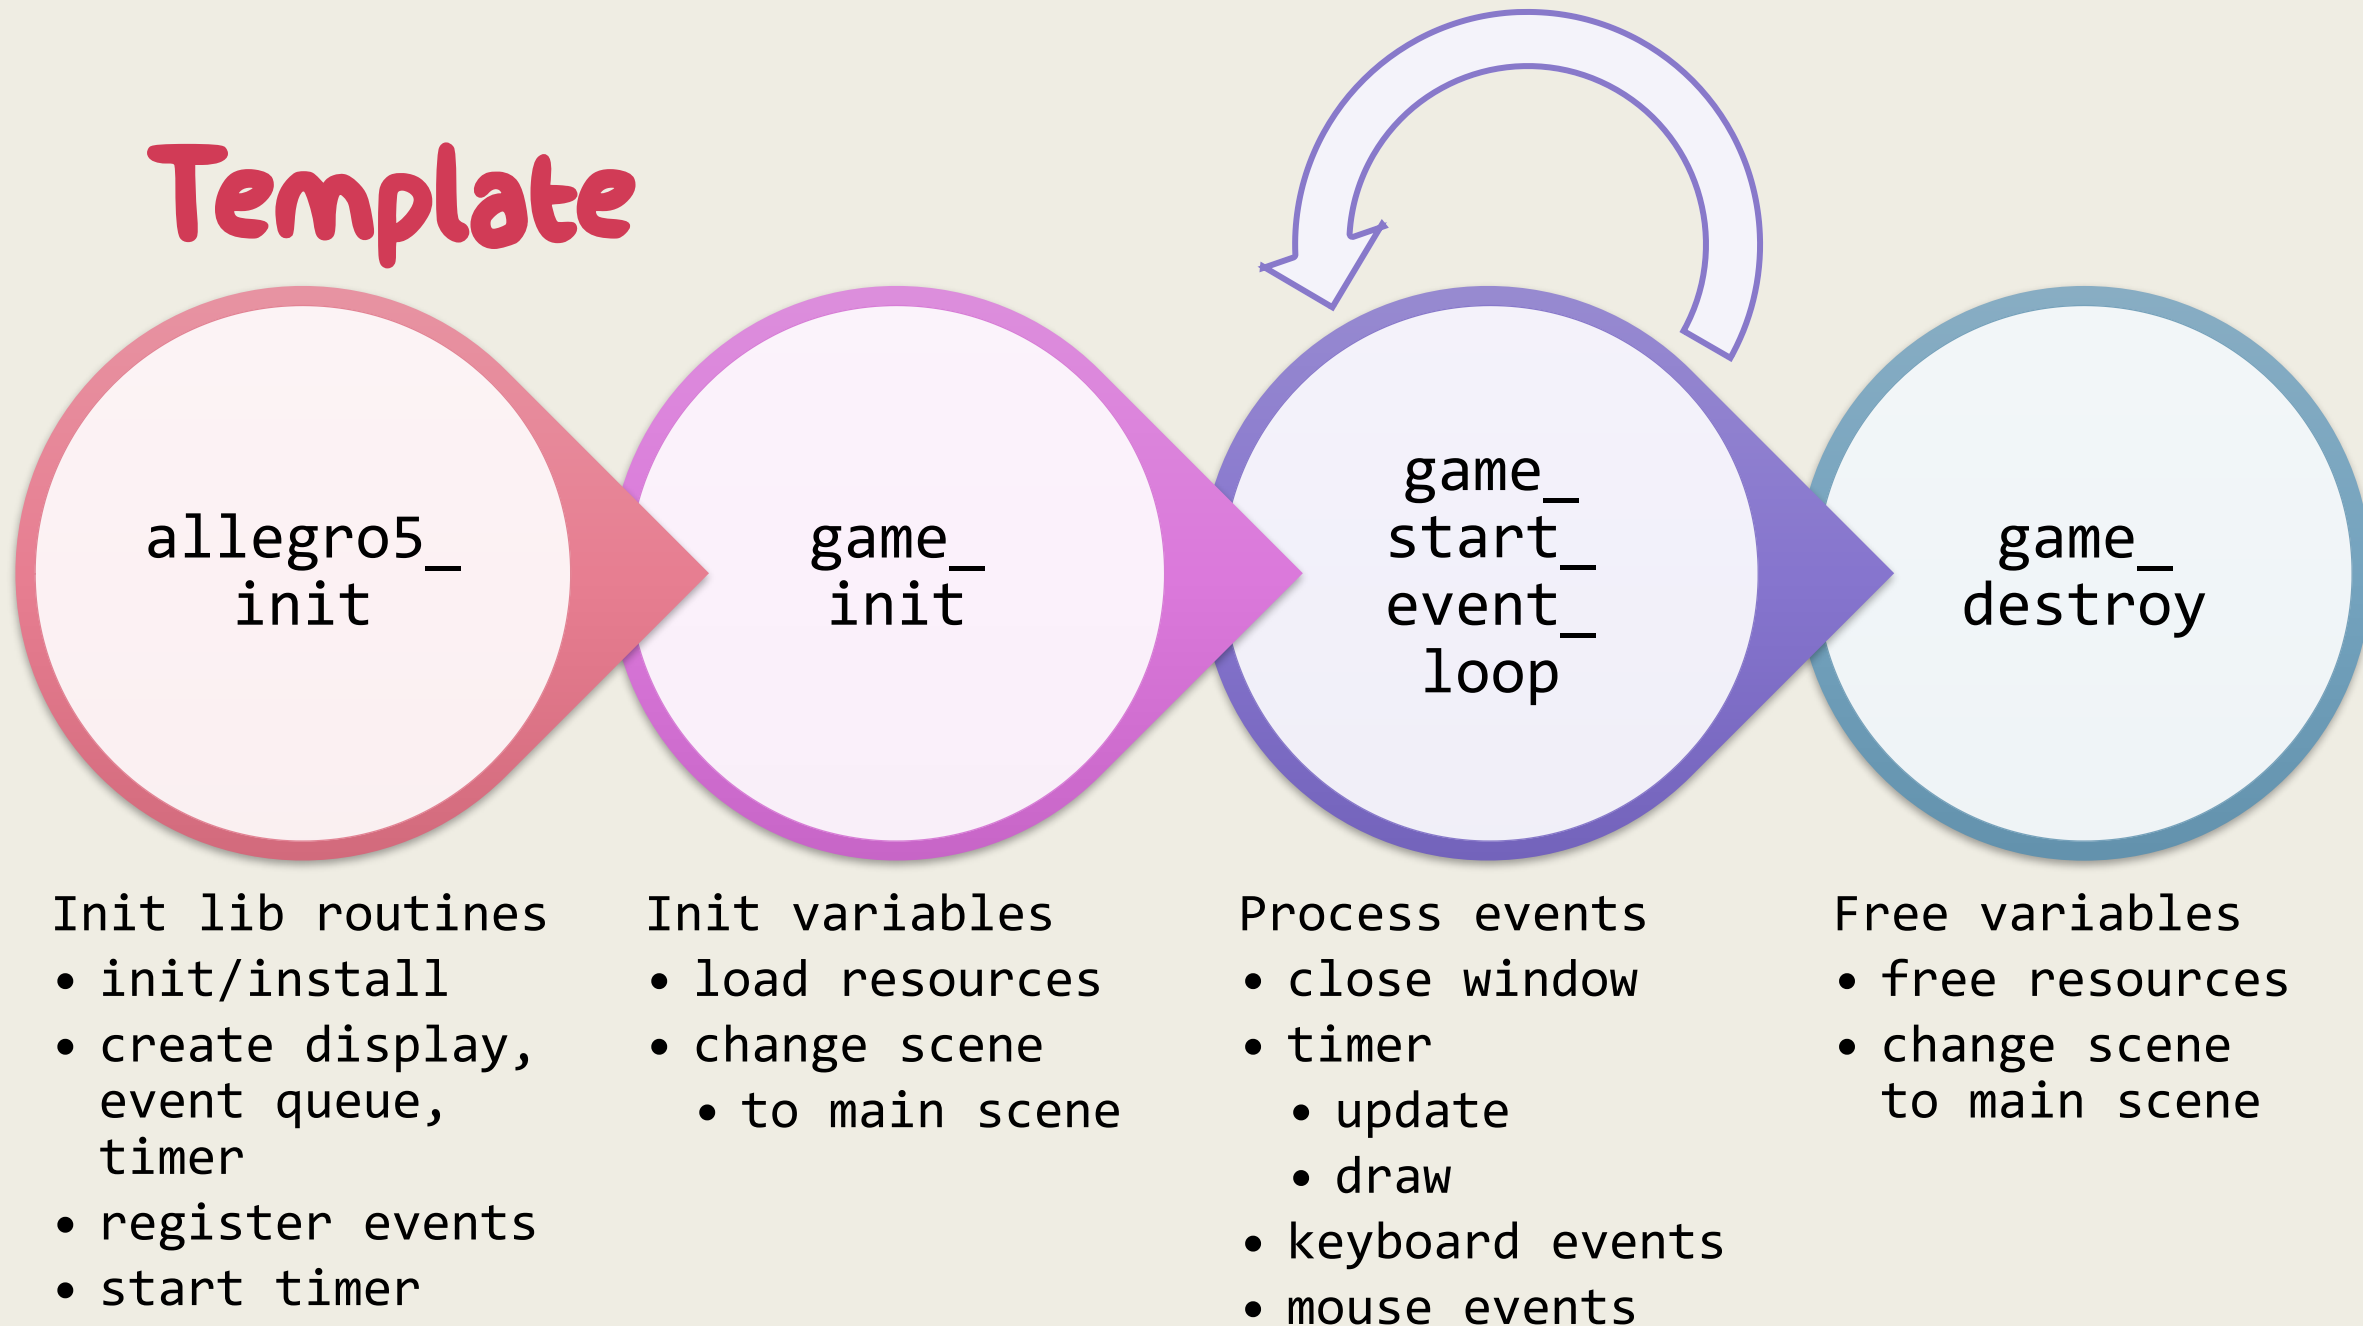 Template
allegro5_
init
game_
init
game_
start_
event_
loop
game_
destroy
Init lib routines
• init/install
• create display,
event queue,
timer
• register events
• start timer
Init variables
• load resources
• change scene
• to main scene
Process events
• close window
• timer
• update
• draw
• keyboard events
• mouse events
Free variables
• free resources
• change scene
to main scene